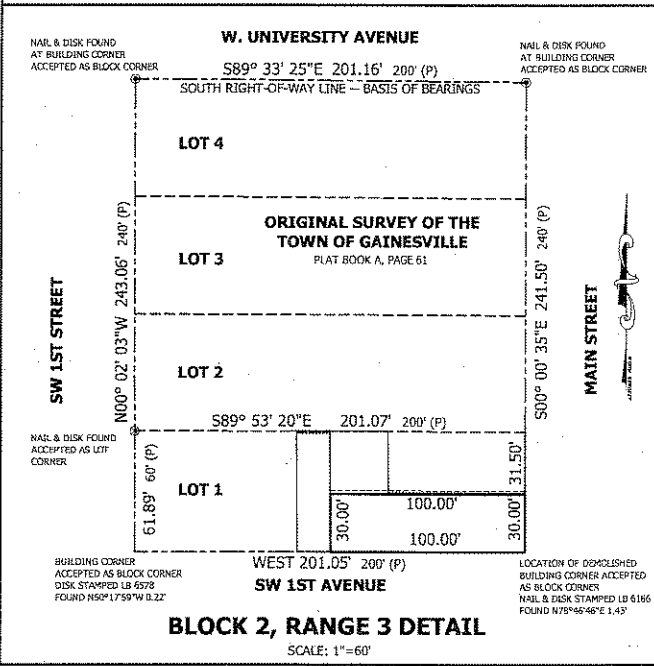 W. UNIVERSITY AVENUE
NAIL & DISK FOUND
AT BUILDING CORNER
ACCEPTED AS BLOCK CORNER
NAIL & DISK FOUND
AT BUILDING CORNER
ACCEPTED AS BLOCK CORNER
S89° 33' 25"E 201.16' 200' (P)
SOUTH RIGHT-OF-WAY LINE – BASIS OF BEARINGS
LOT 4
ORIGINAL SURVEY OF THE
TOWN OF GAINESVILLE
PLAT BOOK A, PAGE 61
LOT 3
SW 1ST STREET
N00° 02' 03"W 243.06' 240' (P)
S00° 00' 35"E 241.50' 240' (P)
MAIN STREET
LOT 2
S89° 53' 20"E 201.07' 200' (P)
NAIL & DISK FOUND
ACCEPTED AS LOT
CORNER
61.89' 60' (P)
LOT 1
31.50'
30.00'
100.00'
30.00'
100.00'
WEST 201.05' 200' (P)
SW 1ST AVENUE
BUILDING CORNER
ACCEPTED AS BLOCK CORNER
DISK STAMPED LB 6578
FOUND N50°17'59"W 0.22'
LOCATION OF DEMOLISHED
BUILDING CORNER ACCEPTED
AS BLOCK CORNER
NAIL & DISK STAMPED LB 6166
FOUND N78°46'46"E 1.43'
BLOCK 2, RANGE 3 DETAIL
SCALE: 1"=60'